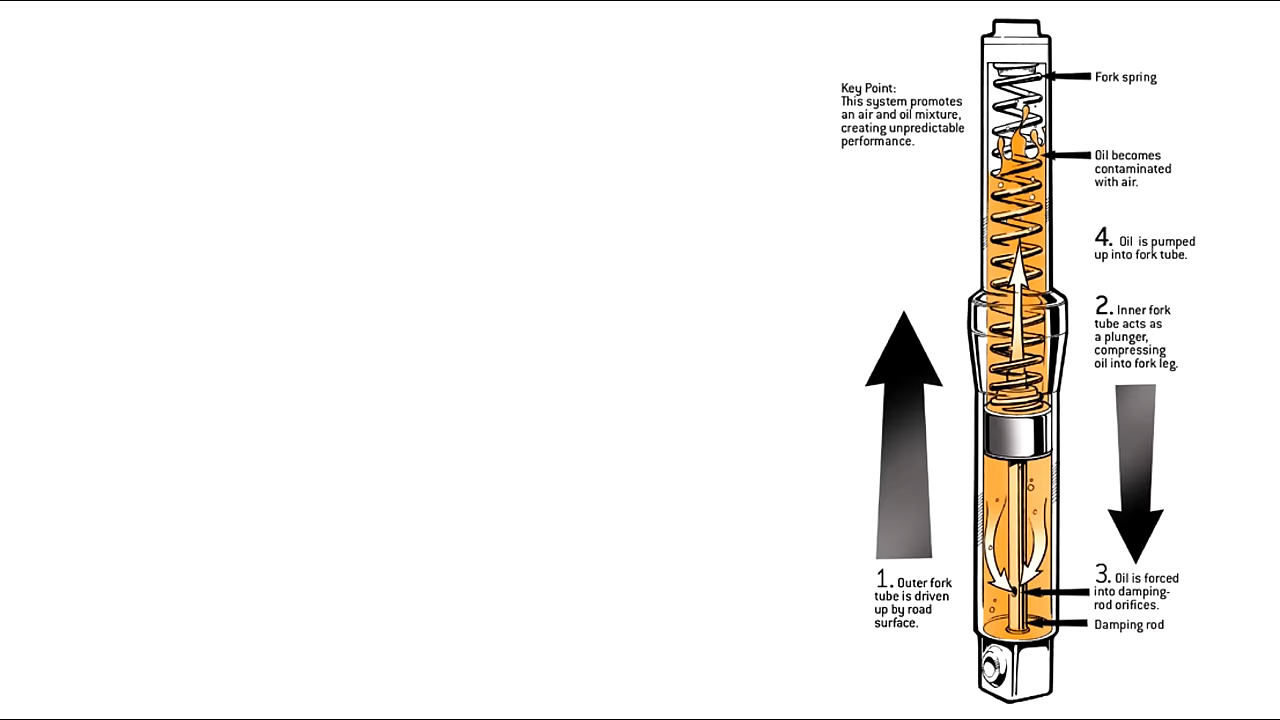 Key Point:
This system promotes
an air and oil mixture,
creating unpredictable
performance.
Fork spring
Oil becomes
contaminated
with air.
4. Oil is pumped
up into fork tube.
2. Inner fork
tube acts as
a plunger,
compressing
oil into fork leg.
1. Outer fork
tube is driven
up by road
surface.
3. Oil is forced
into damping-
rod orifices.
Damping rod